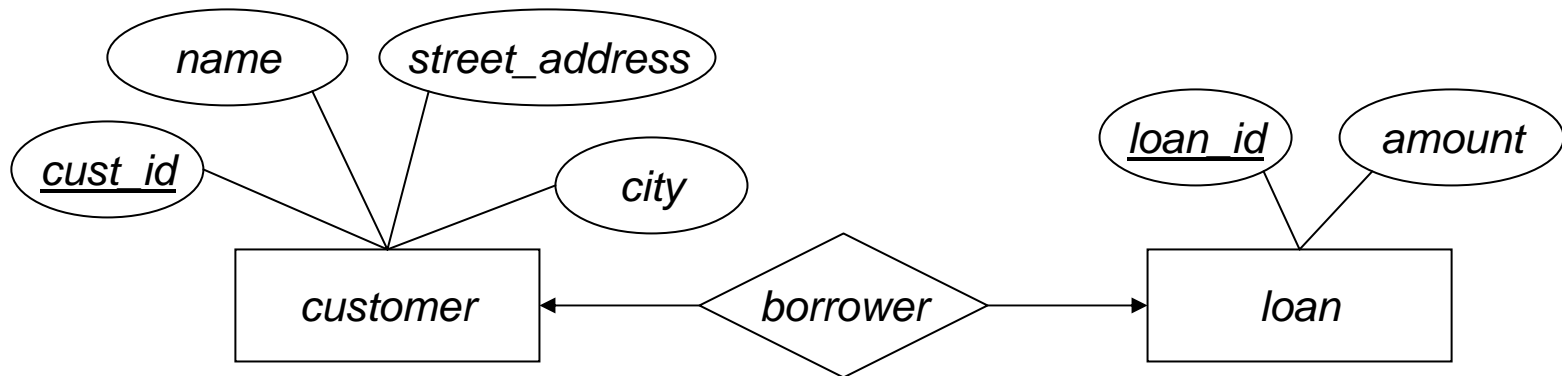 name
street_address
cust_id
city
loan_id
amount
customer
borrower
loan